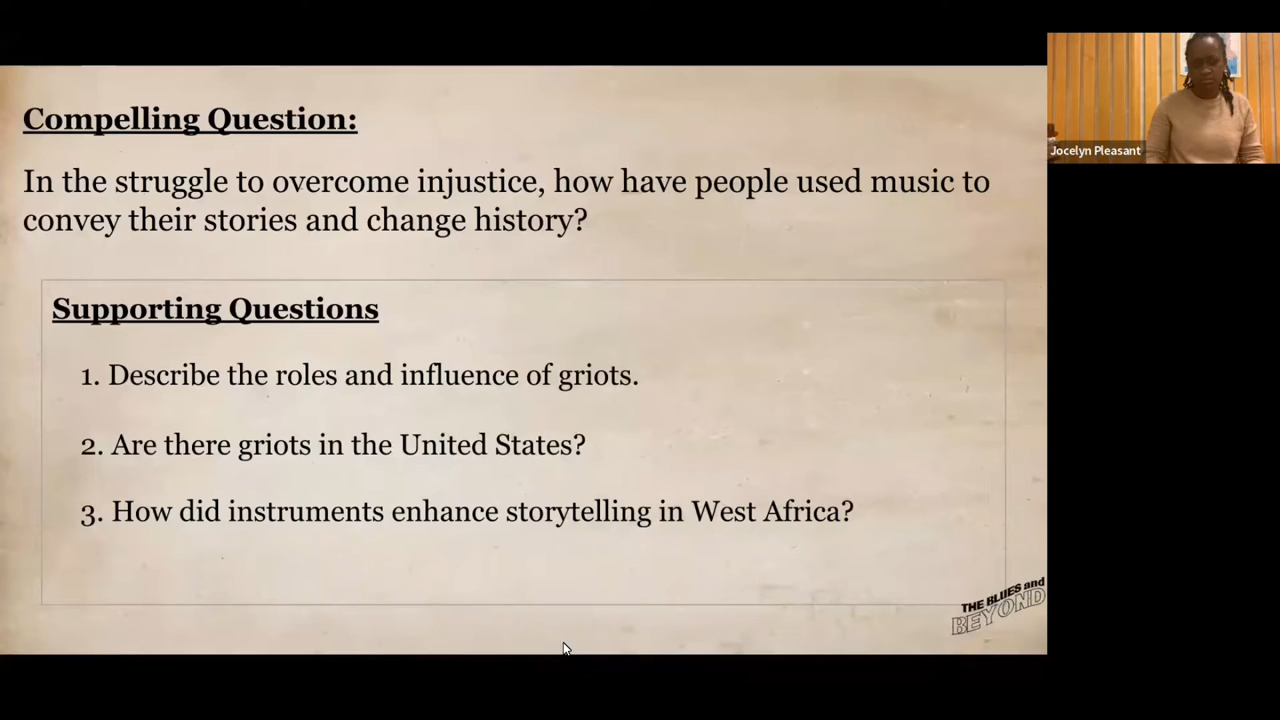 Compelling Question:
In the struggle to overcome injustice, how have people used music to
convey their stories and change history?
Supporting Questions
1. Describe the roles and influence of griots.
2. Are there griots in the United States?
3. How did instruments enhance storytelling in West Africa?
THE BLUES and
BEYOND
Jocelyn Pleasant